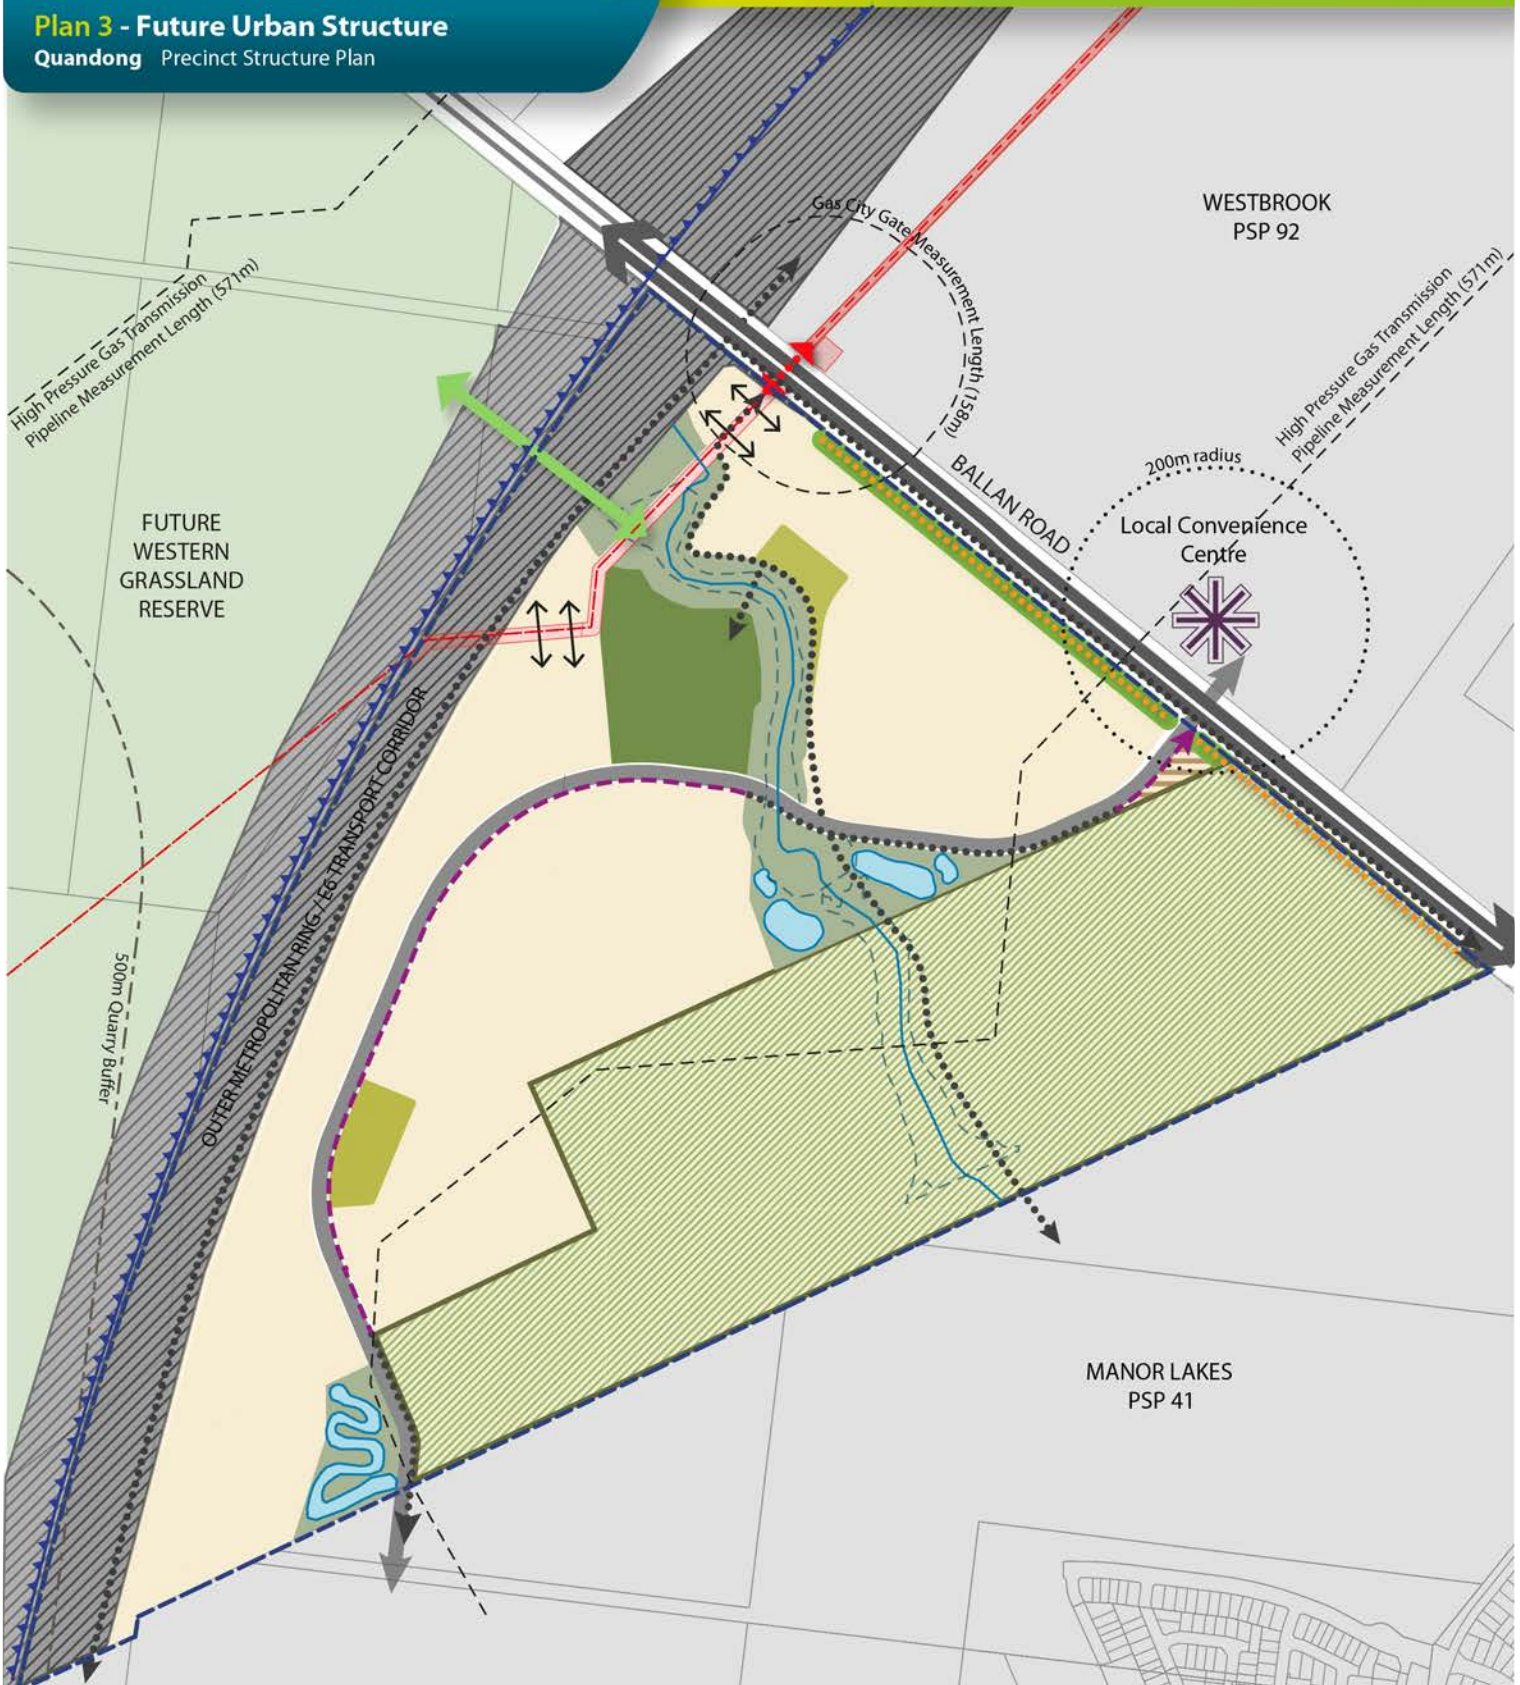 Plan 3 - Future Urban Structure
Quandong Precinct Structure Plan
WESTBROOK
PSP 92
Gas City Gate Measurement Length (158m)
High Pressure Gas Transmission
Pipeline Measurement Length (571m)
High Pressure Gas Transmission
Pipeline Measurement Length (571m)
BALLAN ROAD
200m radius
Local Convenience
Centre
FUTURE
WESTERN
GRASSLAND
RESERVE
OUTER METROPOLITAN RING / E6 TRANSPORT CORRIDOR
500m Quarry Buffer
MANOR LAKES
PSP 41